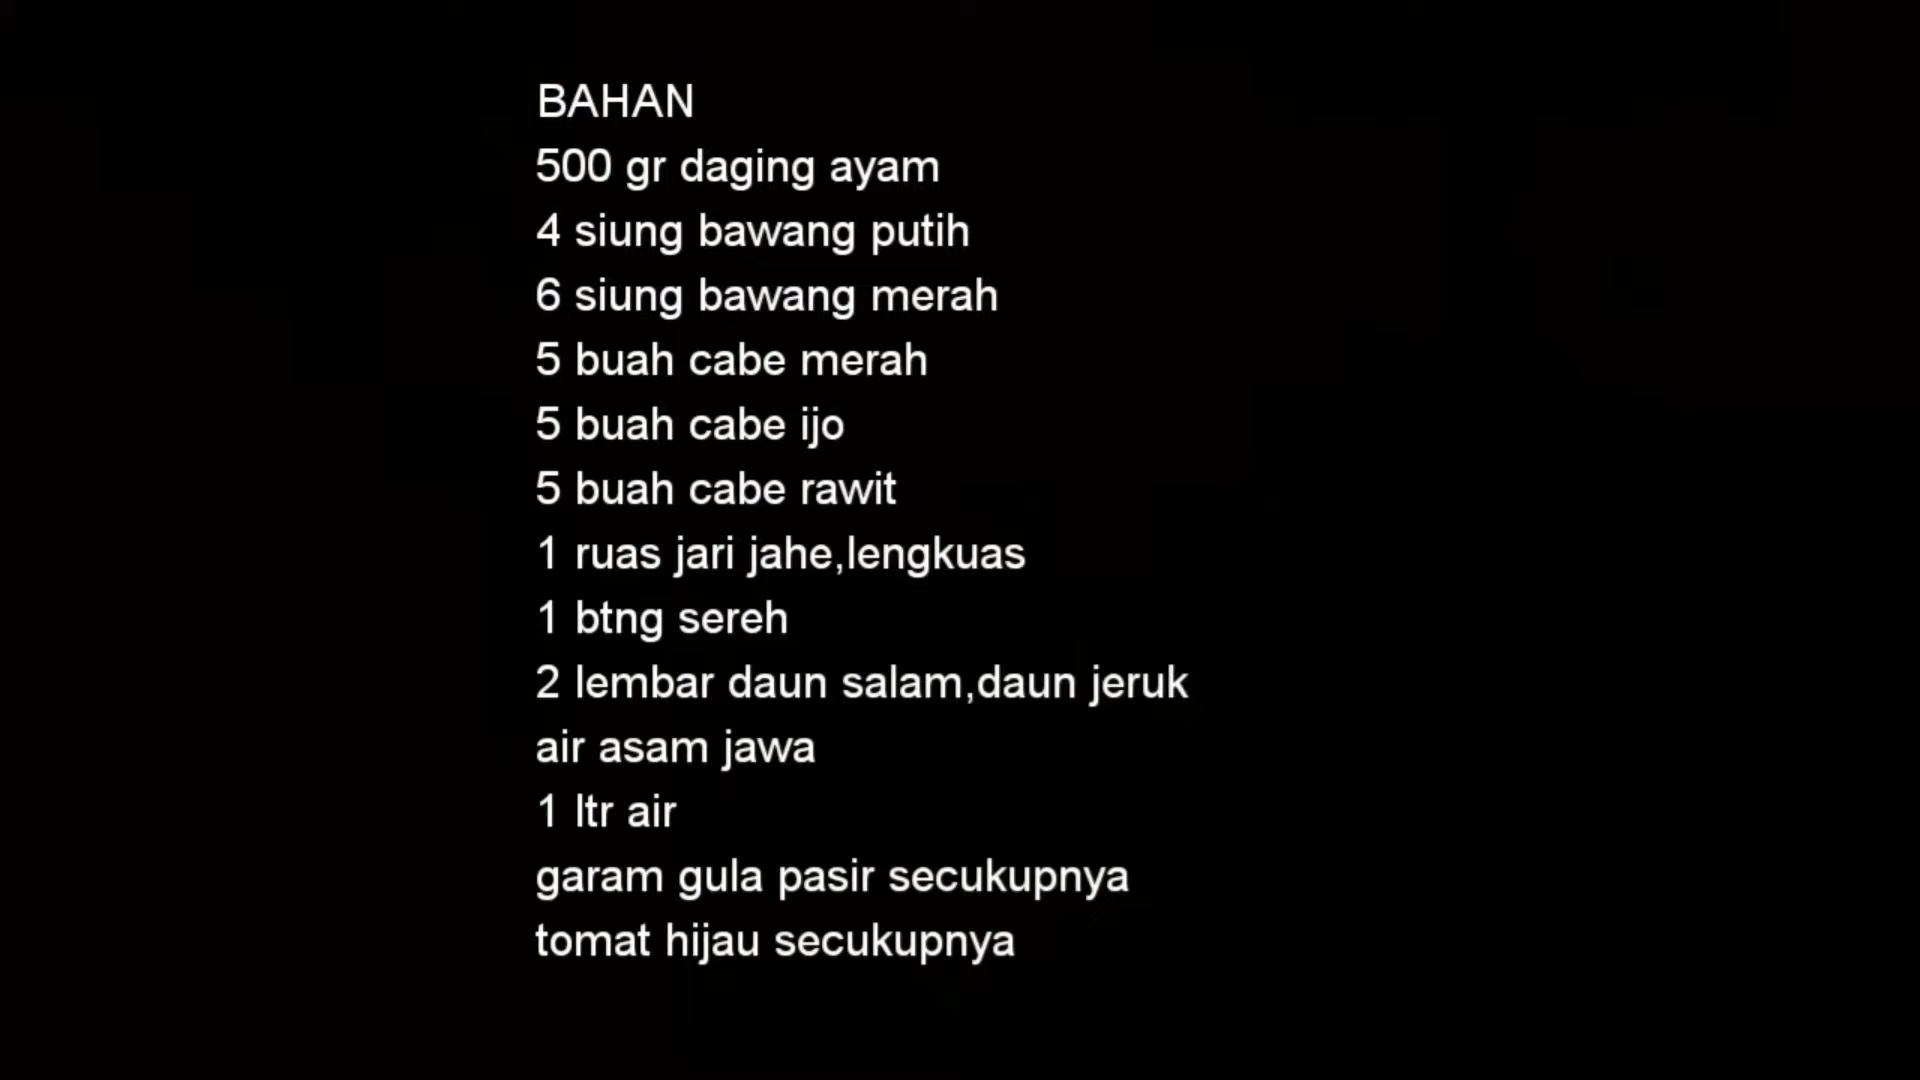 BAHAN
500 gr daging ayam
4 siung bawang putih
6 siung bawang merah
5 buah cabe merah
5 buah cabe ijo
5 buah cabe rawit
1 ruas jari jahe,lengkuas
1 btng sereh
2 lembar daun salam,daun jeruk
air asam jawa
1 ltr air
garam gula pasir secukupnya
tomat hijau secukupnya